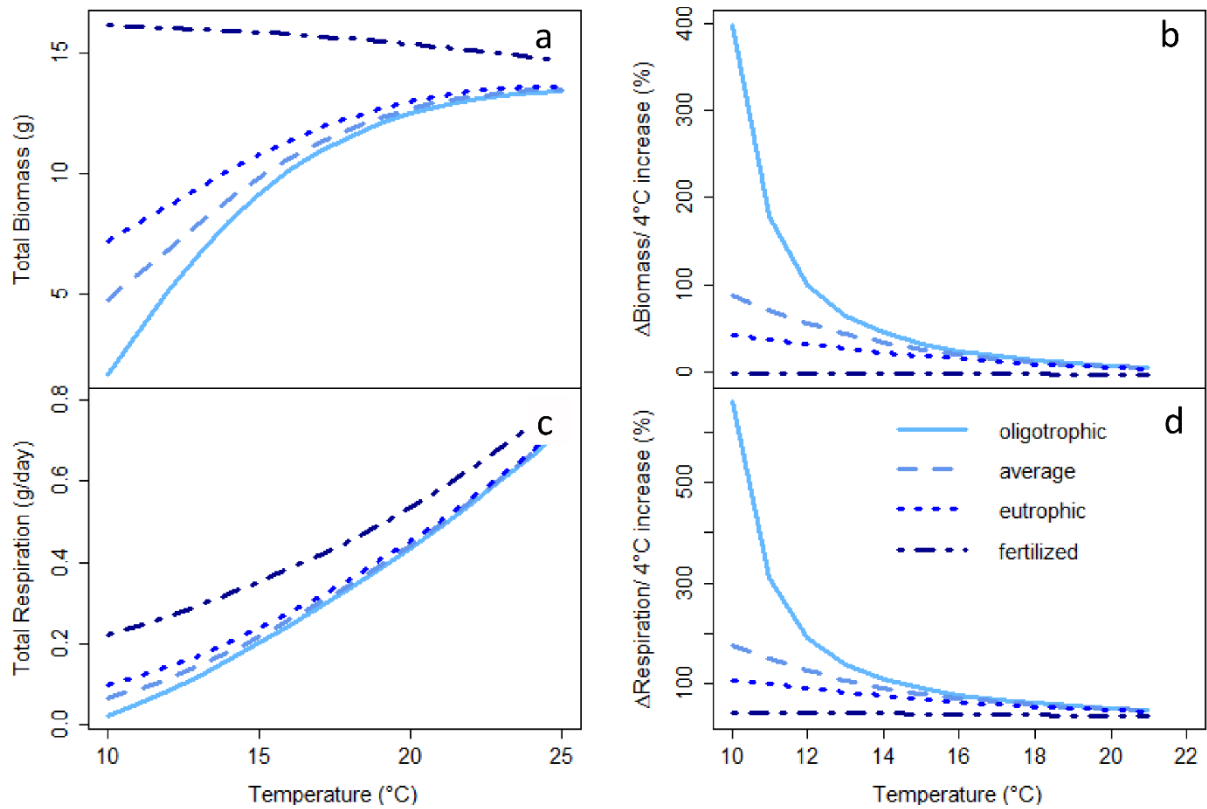 a
Total Biomass (g)
15
10
5
b
ΔBiomass/ 4°C increase (%)
400
300
200
100
0
c
Total Respiration (g/day)
0.8
0.6
0.4
0.2
0.0
10 15 20 25
Temperature (°C)
d
ΔRespiration/ 4°C increase (%)
500
300
100
oligotrophic
average
eutrophic
fertilized
10 12 14 16 18 20 22
Temperature (°C)